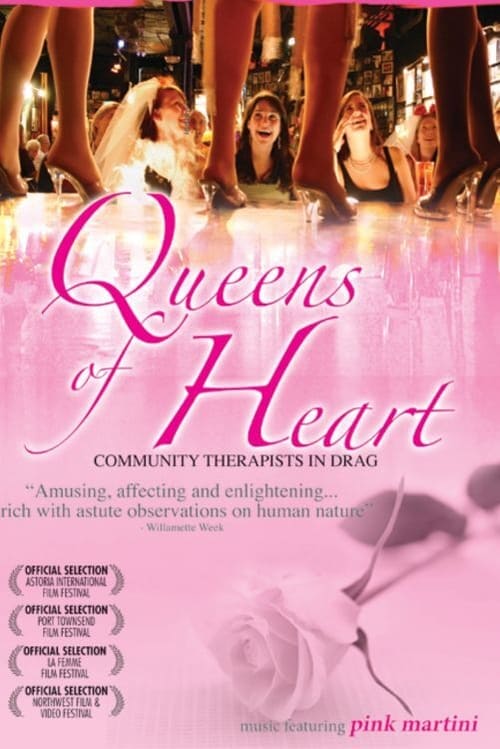 Queens
of Heart
COMMUNITY THERAPISTS IN DRAG
“Amusing, affecting and enlightening...
rich with astute observations on human nature”
- Willamette Week
OFFICIAL SELECTION
ASTORIA INTERNATIONAL
FILM FESTIVAL
OFFICIAL SELECTION
PORT TOWNSEND
FILM FESTIVAL
OFFICIAL SELECTION
LA FEMME
FILM FESTIVAL
OFFICIAL SELECTION
NORTHWEST FILM &
VIDEO FESTIVAL
music featuring pink martini